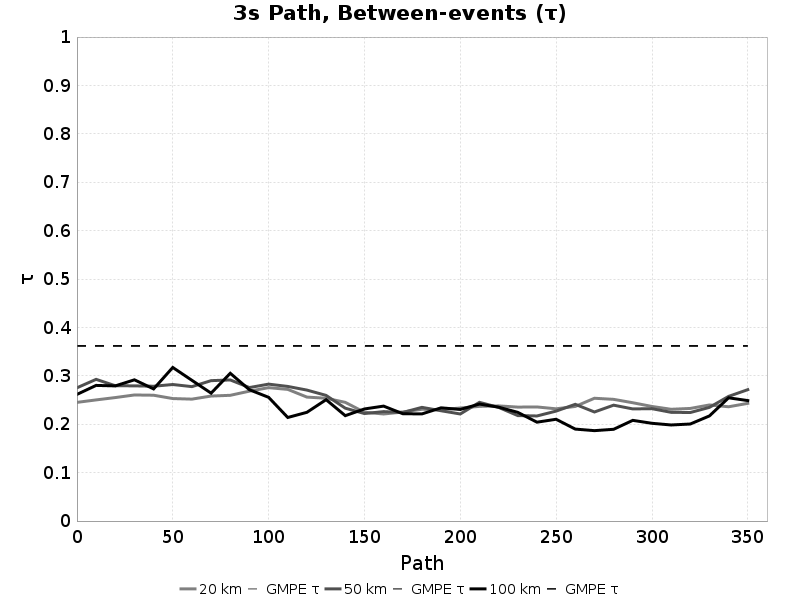 3s Path, Between-events (τ)
1
0.9
0.8
0.7
0.6
0.5
0.4
0.3
0.2
0.1
0
τ
0 50 100 150 200 250 300 350
Path
20 km GMPE τ 50 km GMPE τ 100 km GMPE τ